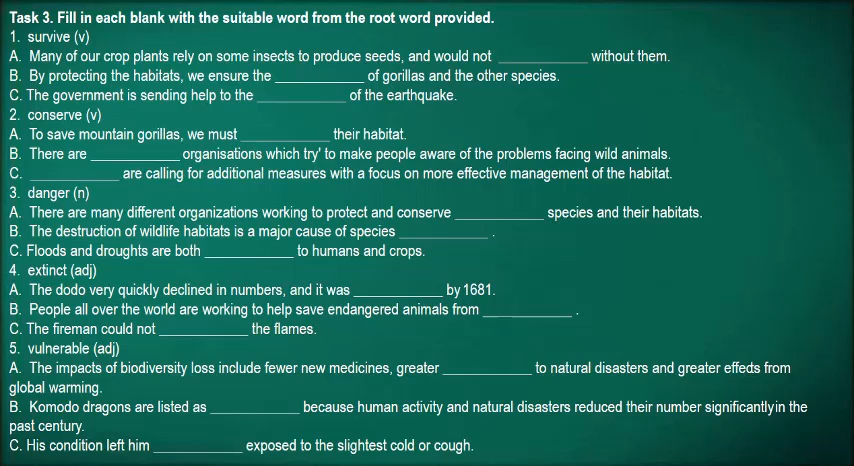 Task 3. Fill in each blank with the suitable word from the root word provided.
1. survive (v)
A. Many of our crop plants rely on some insects to produce seeds, and would not ____________ without them.
B. By protecting the habitats, we ensure the ____________ of gorillas and the other species.
C. The government is sending help to the ____________ of the earthquake.
2. conserve (v)
A. To save mountain gorillas, we must ____________ their habitat.
B. There are ____________ organisations which try' to make people aware of the problems facing wild animals.
C. ____________ are calling for additional measures with a focus on more effective management of the habitat.
3. danger (n)
A. There are many different organizations working to protect and conserve ____________ species and their habitats.
B. The destruction of wildlife habitats is a major cause of species ____________ .
C. Floods and droughts are both ____________ to humans and crops.
4. extinct (adj)
A. The dodo very quickly declined in numbers, and it was ____________ by 1681.
B. People all over the world are working to help save endangered animals from ____________ .
C. The fireman could not ____________ the flames.
5. vulnerable (adj)
A. The impacts of biodiversity loss include fewer new medicines, greater ____________ to natural disasters and greater effeds from
global warming.
B. Komodo dragons are listed as ____________ because human activity and natural disasters reduced their number significantlyin the
past century.
C. His condition left him ____________ exposed to the slightest cold or cough.